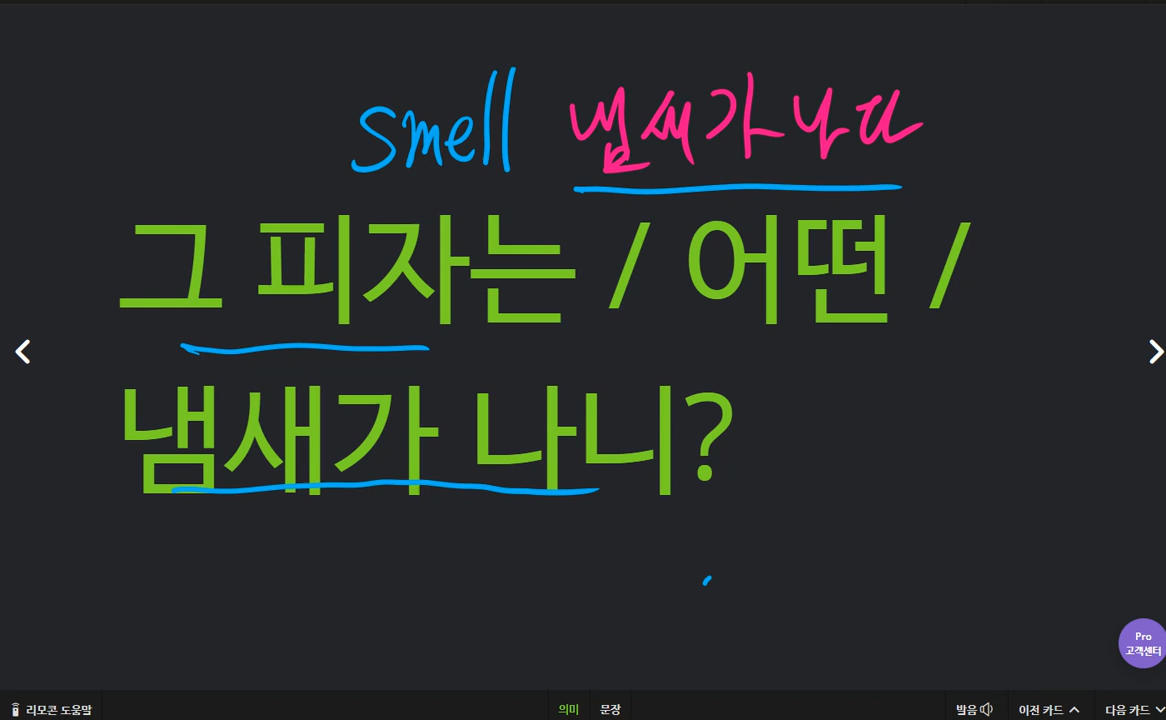 smell 냄새가 나다
그 피자는 / 어떤 /
냄새가 나니?
Pro
고객센터
리모콘 도움말 의미 문장 발음 이전 카드 다음 카드